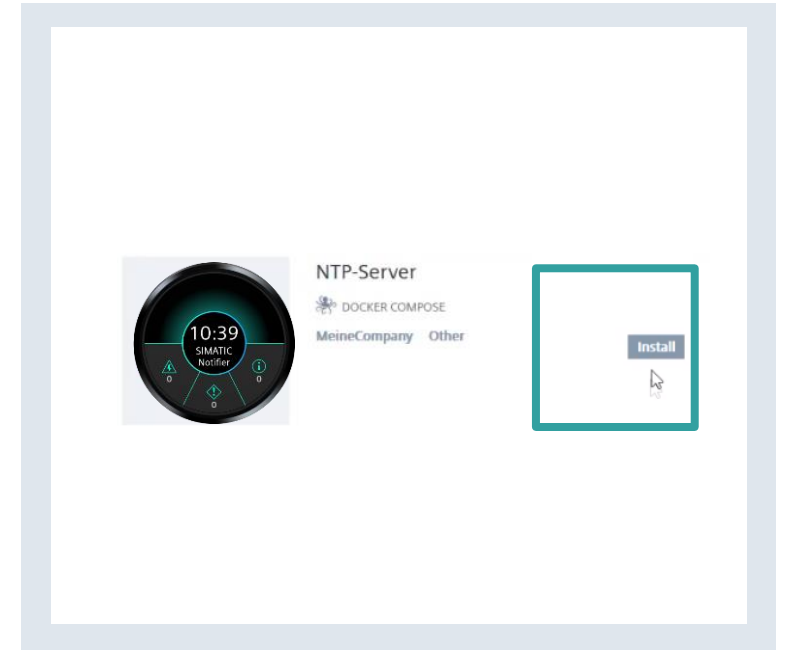 NTP-Server
DOCKER COMPOSE
MeineCompany Other
Install
10:39
SIMATIC
Notifier
0
0
0